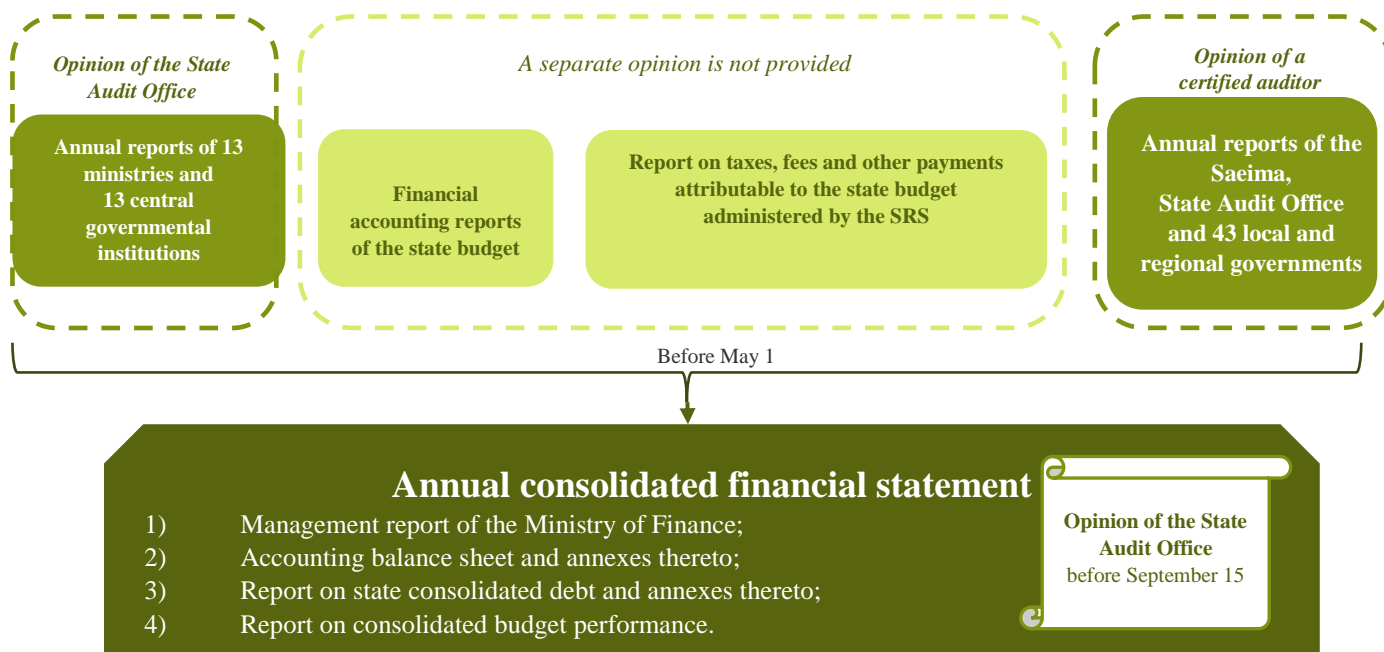 Opinion of the State
Audit Office
Annual reports of 13
ministries and
13 central
governmental
institutions
A separate opinion is not provided
Financial
accounting reports
of the state budget
Report on taxes, fees and other payments
attributable to the state budget
administered by the SRS
Opinion of a
certified auditor
Annual reports of the
Saeima,
State Audit Office
and 43 local and
regional governments
Before May 1
Annual consolidated financial statement
1) Management report of the Ministry of Finance;
2) Accounting balance sheet and annexes thereto;
3) Report on state consolidated debt and annexes thereto;
4) Report on consolidated budget performance.
Opinion of the State
Audit Office
before September 15